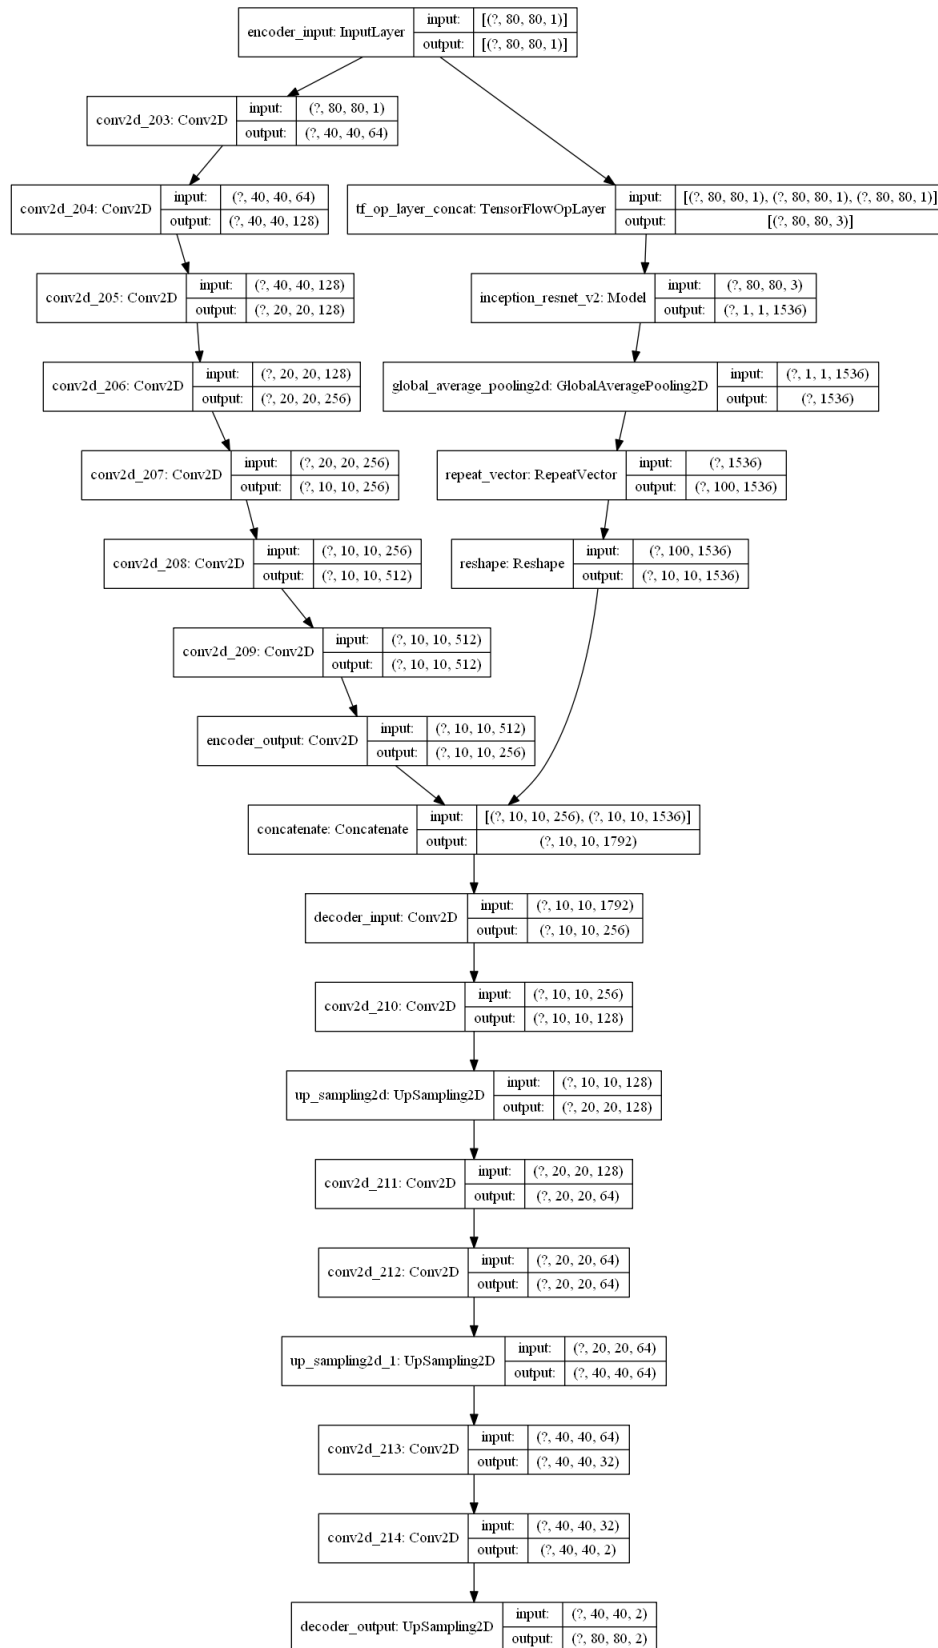 encoder_input: InputLayer
input: [(?, 80, 80, 1)]
output: [(?, 80, 80, 1)]
conv2d_203: Conv2D
input: (?, 80, 80, 1)
output: (?, 40, 40, 64)
conv2d_204: Conv2D
input: (?, 40, 40, 64)
output: (?, 40, 40, 128)
tf_op_layer_concat: TensorFlowOpLayer
input: [(?, 80, 80, 1), (?, 80, 80, 1), (?, 80, 80, 1)]
output: [(?, 80, 80, 3)]
conv2d_205: Conv2D
input: (?, 40, 40, 128)
output: (?, 20, 20, 128)
inception_resnet_v2: Model
input: (?, 80, 80, 3)
output: (?, 1, 1, 1536)
conv2d_206: Conv2D
input: (?, 20, 20, 128)
output: (?, 20, 20, 256)
global_average_pooling2d: GlobalAveragePooling2D
input: (?, 1, 1, 1536)
output: (?, 1536)
conv2d_207: Conv2D
input: (?, 20, 20, 256)
output: (?, 10, 10, 256)
repeat_vector: RepeatVector
input: (?, 1536)
output: (?, 100, 1536)
conv2d_208: Conv2D
input: (?, 10, 10, 256)
output: (?, 10, 10, 512)
reshape: Reshape
input: (?, 100, 1536)
output: (?, 10, 10, 1536)
conv2d_209: Conv2D
input: (?, 10, 10, 512)
output: (?, 10, 10, 512)
encoder_output: Conv2D
input: (?, 10, 10, 512)
output: (?, 10, 10, 256)
concatenate: Concatenate
input: [(?, 10, 10, 256), (?, 10, 10, 1536)]
output: (?, 10, 10, 1792)
decoder_input: Conv2D
input: (?, 10, 10, 1792)
output: (?, 10, 10, 256)
conv2d_210: Conv2D
input: (?, 10, 10, 256)
output: (?, 10, 10, 128)
up_sampling2d: UpSampling2D
input: (?, 10, 10, 128)
output: (?, 20, 20, 128)
conv2d_211: Conv2D
input: (?, 20, 20, 128)
output: (?, 20, 20, 64)
conv2d_212: Conv2D
input: (?, 20, 20, 64)
output: (?, 20, 20, 64)
up_sampling2d_1: UpSampling2D
input: (?, 20, 20, 64)
output: (?, 40, 40, 64)
conv2d_213: Conv2D
input: (?, 40, 40, 64)
output: (?, 40, 40, 32)
conv2d_214: Conv2D
input: (?, 40, 40, 32)
output: (?, 40, 40, 2)
decoder_output: UpSampling2D
input: (?, 40, 40, 2)
output: (?, 80, 80, 2)